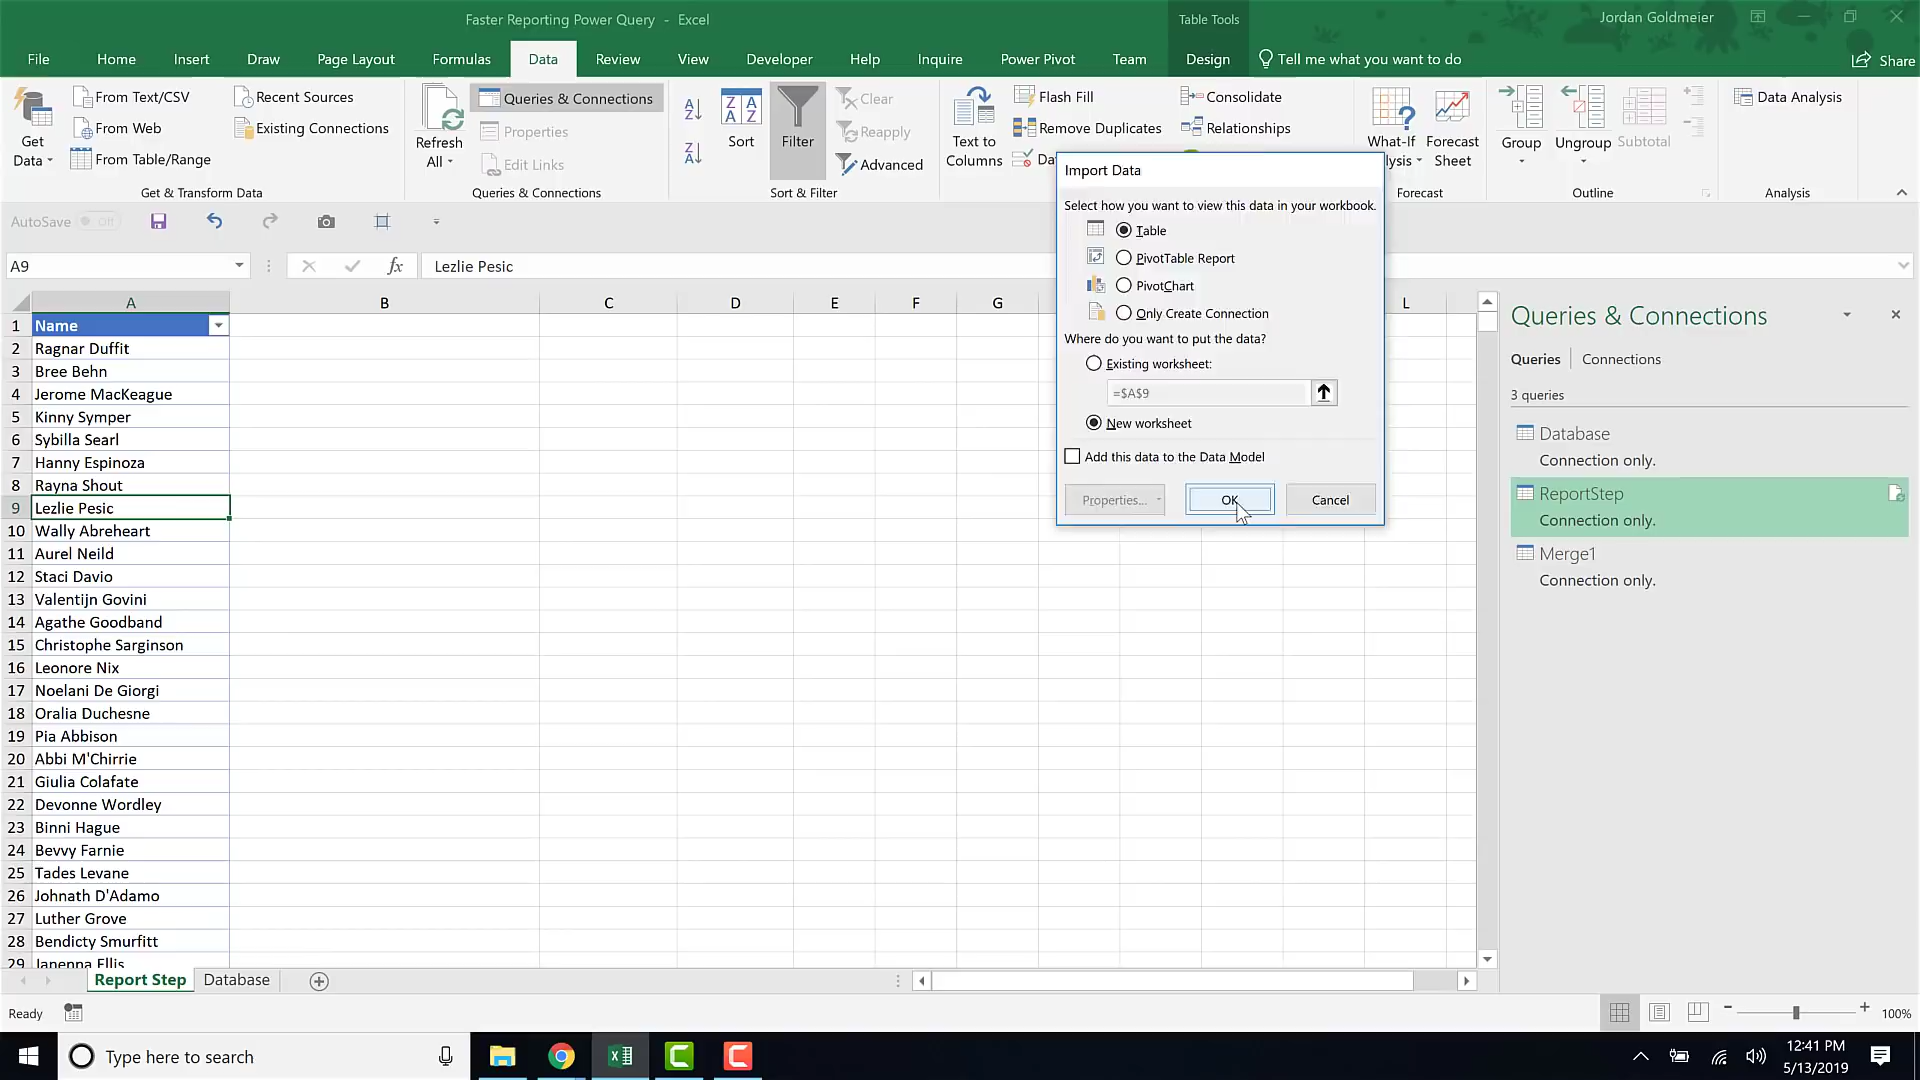 Faster Reporting Power Query - Excel
Table Tools
Jordan Goldmeier
File Home Insert Draw Page Layout Formulas Data Review View Developer Help Inquire Power Pivot Team Design Tell me what you want to do Share
Get Data
From Text/CSV
From Web
From Table/Range
Recent Sources
Existing Connections
Get & Transform Data
Refresh All
Queries & Connections
Properties
Edit Links
Queries & Connections
Sort
Filter
Clear
Reapply
Advanced
Sort & Filter
Text to Columns
Flash Fill
Remove Duplicates
Consolidate
Relationships
What-If
Forecast Sheet
Forecast
Group
Ungroup
Subtotal
Outline
Data Analysis
Analysis
AutoSave Off
A9
fx
Lezlie Pesic
A B C D E F G L
1 Name
2 Ragnar Duffit
3 Bree Behn
4 Jerome MacKeague
5 Kinny Symper
6 Sybilla Searl
7 Hanny Espinoza
8 Rayna Shout
9 Lezlie Pesic
10 Wally Abreheart
11 Aurel Neild
12 Staci Davio
13 Valentijn Govini
14 Agathe Goodband
15 Christophe Sarginson
16 Leonore Nix
17 Noelani De Giorgi
18 Oralia Duchesne
19 Pia Abbison
20 Abbi M'Chirrie
21 Giulia Colafate
22 Devonne Wordley
23 Binni Hague
24 Bevvy Farnie
25 Tades Levane
26 Johnath D'Adamo
27 Luther Grove
28 Bendicty Smurfitt
29 Janenna Ellis
Import Data
Select how you want to view this data in your workbook.
Table
PivotTable Report
PivotChart
Only Create Connection
Where do you want to put the data?
Existing worksheet:
=$A$9
New worksheet
Add this data to the Data Model
Properties... OK Cancel
Queries & Connections
Queries Connections
3 queries
Database
Connection only.
ReportStep
Connection only.
Merge1
Connection only.
Report Step Database
Ready
100%
Type here to search
12:41 PM
5/13/2019